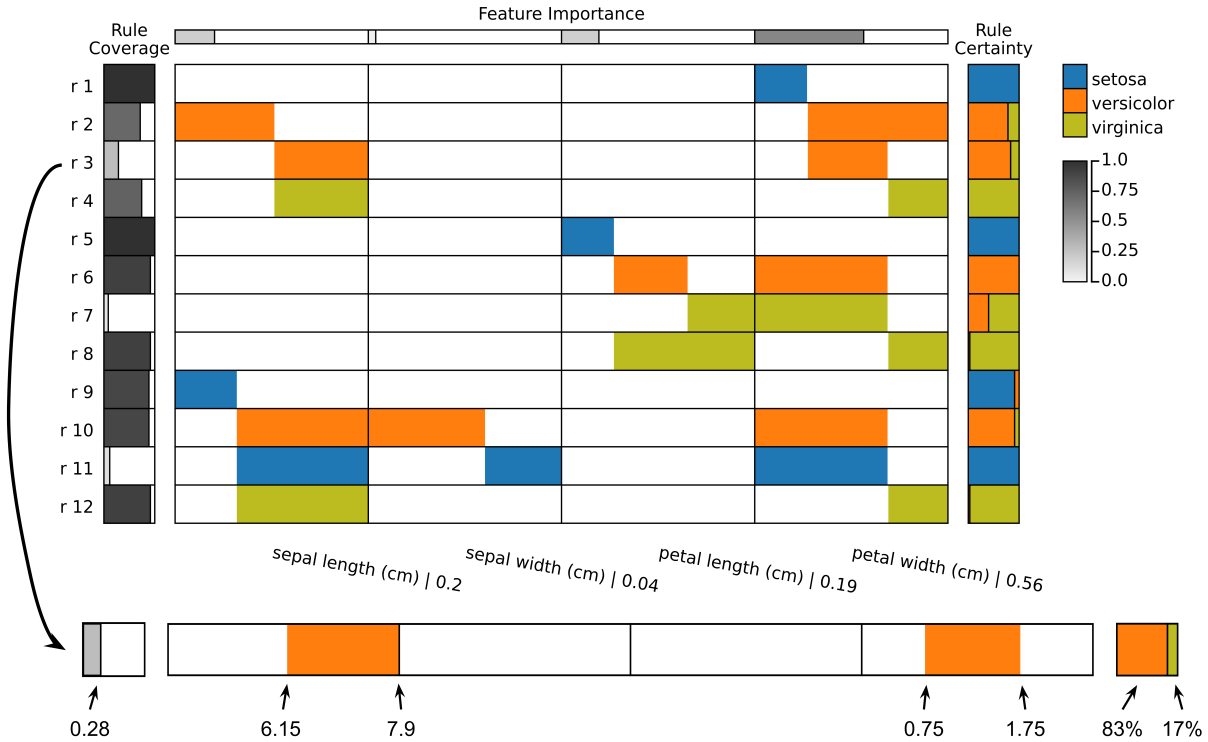 Feature Importance
Rule
Coverage
Rule
Certainty
r 1
r 2
r 3
r 4
r 5
r 6
r 7
r 8
r 9
r 10
r 11
r 12
setosa
versicolor
virginica
1.0
0.75
0.5
0.25
0.0
sepal length (cm) | 0.2
sepal width (cm) | 0.04
petal length (cm) | 0.19
petal width (cm) | 0.56
0.28
6.15
7.9
0.75
1.75
83%
17%